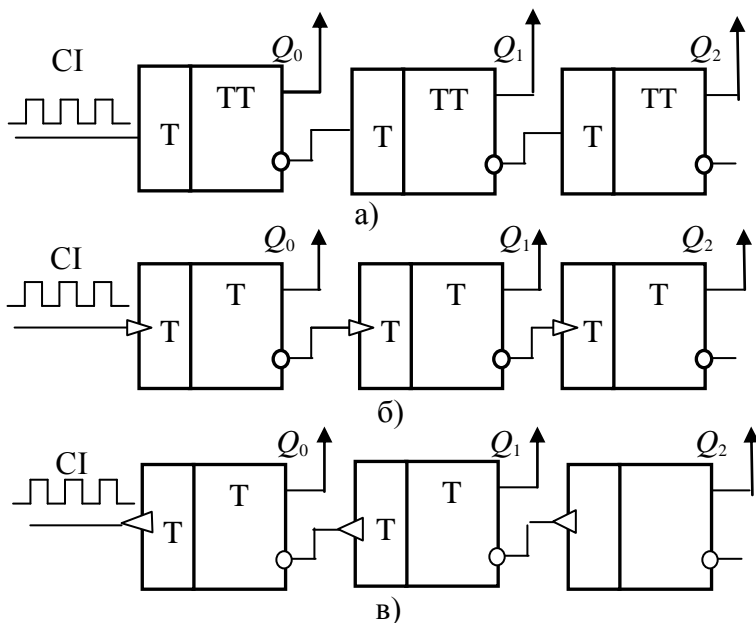 CI Q₀ Q₁ Q₂
T TT T TT T TT
а)
CI Q₀ Q₁ Q₂
T T T T T T
б)
CI Q₀ Q₁ Q₂
T T T T
в)